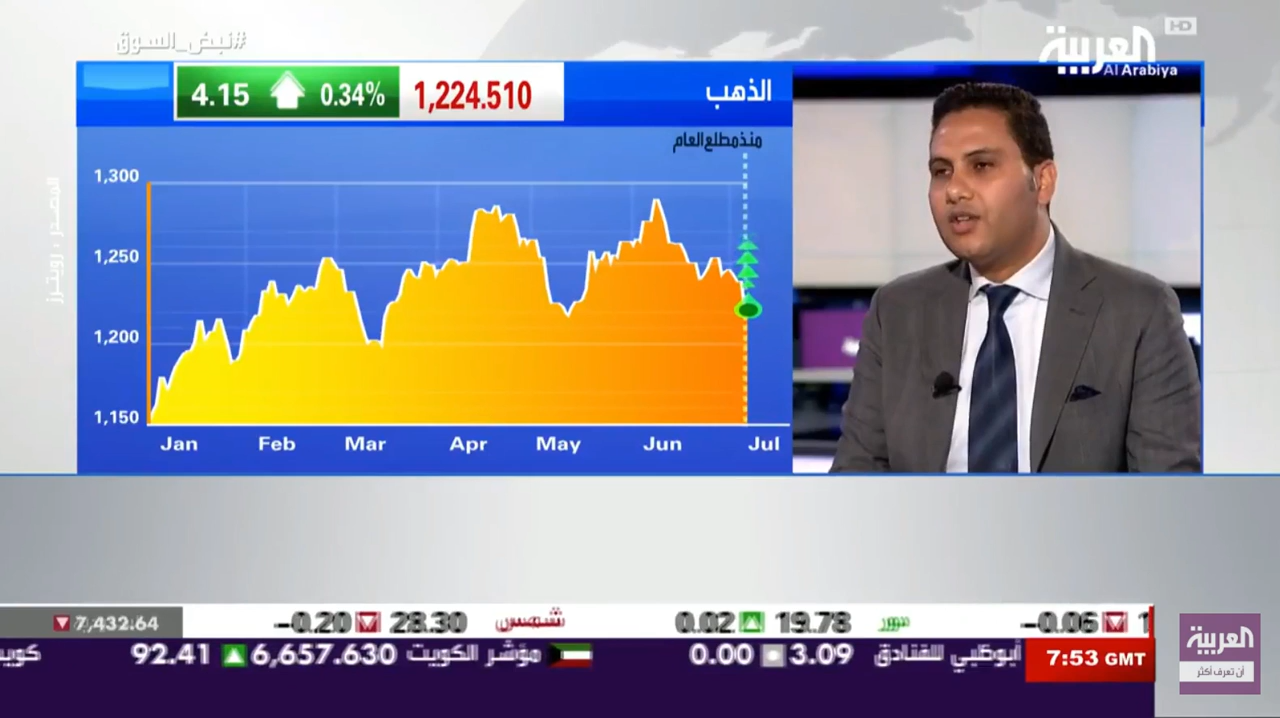 #نبض_السوق
HD
العربية
Al Arabiya
الذهب
1,224.510
0.34%
4.15
منذ مطلع العام
المصدر : رويترز
1,300
1,250
1,200
1,150
Jan Feb Mar Apr May Jun Jul
-0.06
سبور 19.78 0.02
شمس 28.30 -0.20
7,432.64
أبوظبي للفنادق 3.09 0.00
مؤشر الكويت 6,657.630 92.41
7:53 GMT
العربية
أن تعرف أكثر